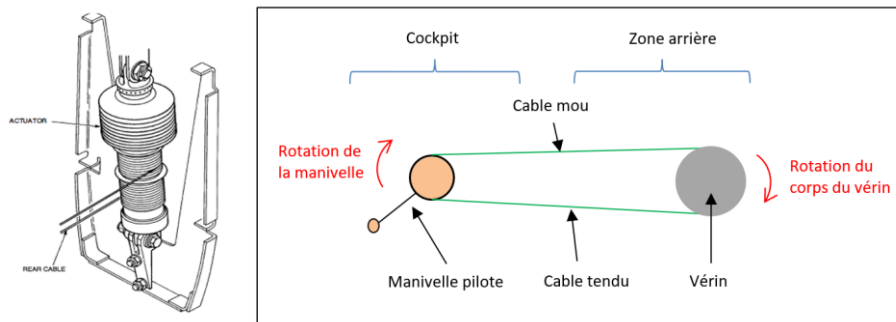 ACTUATOR
REAR CABLE
Cockpit
Zone arrière
Cable mou
Rotation de
la manivelle
Rotation du
corps du vérin
Manivelle pilote
Cable tendu
Vérin